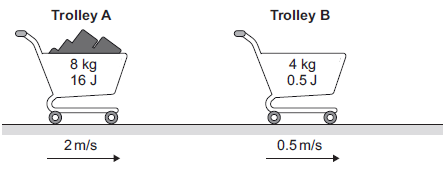 Trolley A
8 kg
16 J
2 m/s
Trolley B
4 kg
0.5 J
0.5 m/s